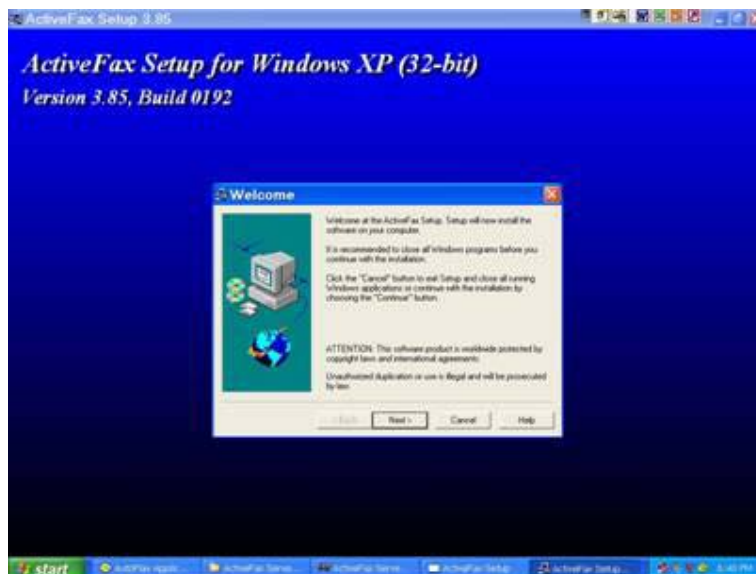 ActiveFax Setup 3.85
ActiveFax Setup for Windows XP (32-bit)
Version 3.85, Build 0192
Welcome
Welcome at the ActiveFax Setup. Setup will now install the
software on your computer.
It is recommended to close all Windows programs before you
continue with the installation.
Click the "Cancel" button to exit Setup and close all running
Windows applications or continue with the installation by
choosing the "Continue" button.
ATTENTION: This software product is worldwide protected by
copyright laws and international agreements.
Unauthorized duplication or use is illegal and will be prosecuted
by law.
< Back
Next >
Cancel
Help
start
ActiveFax Setup
ActiveFax Setup...